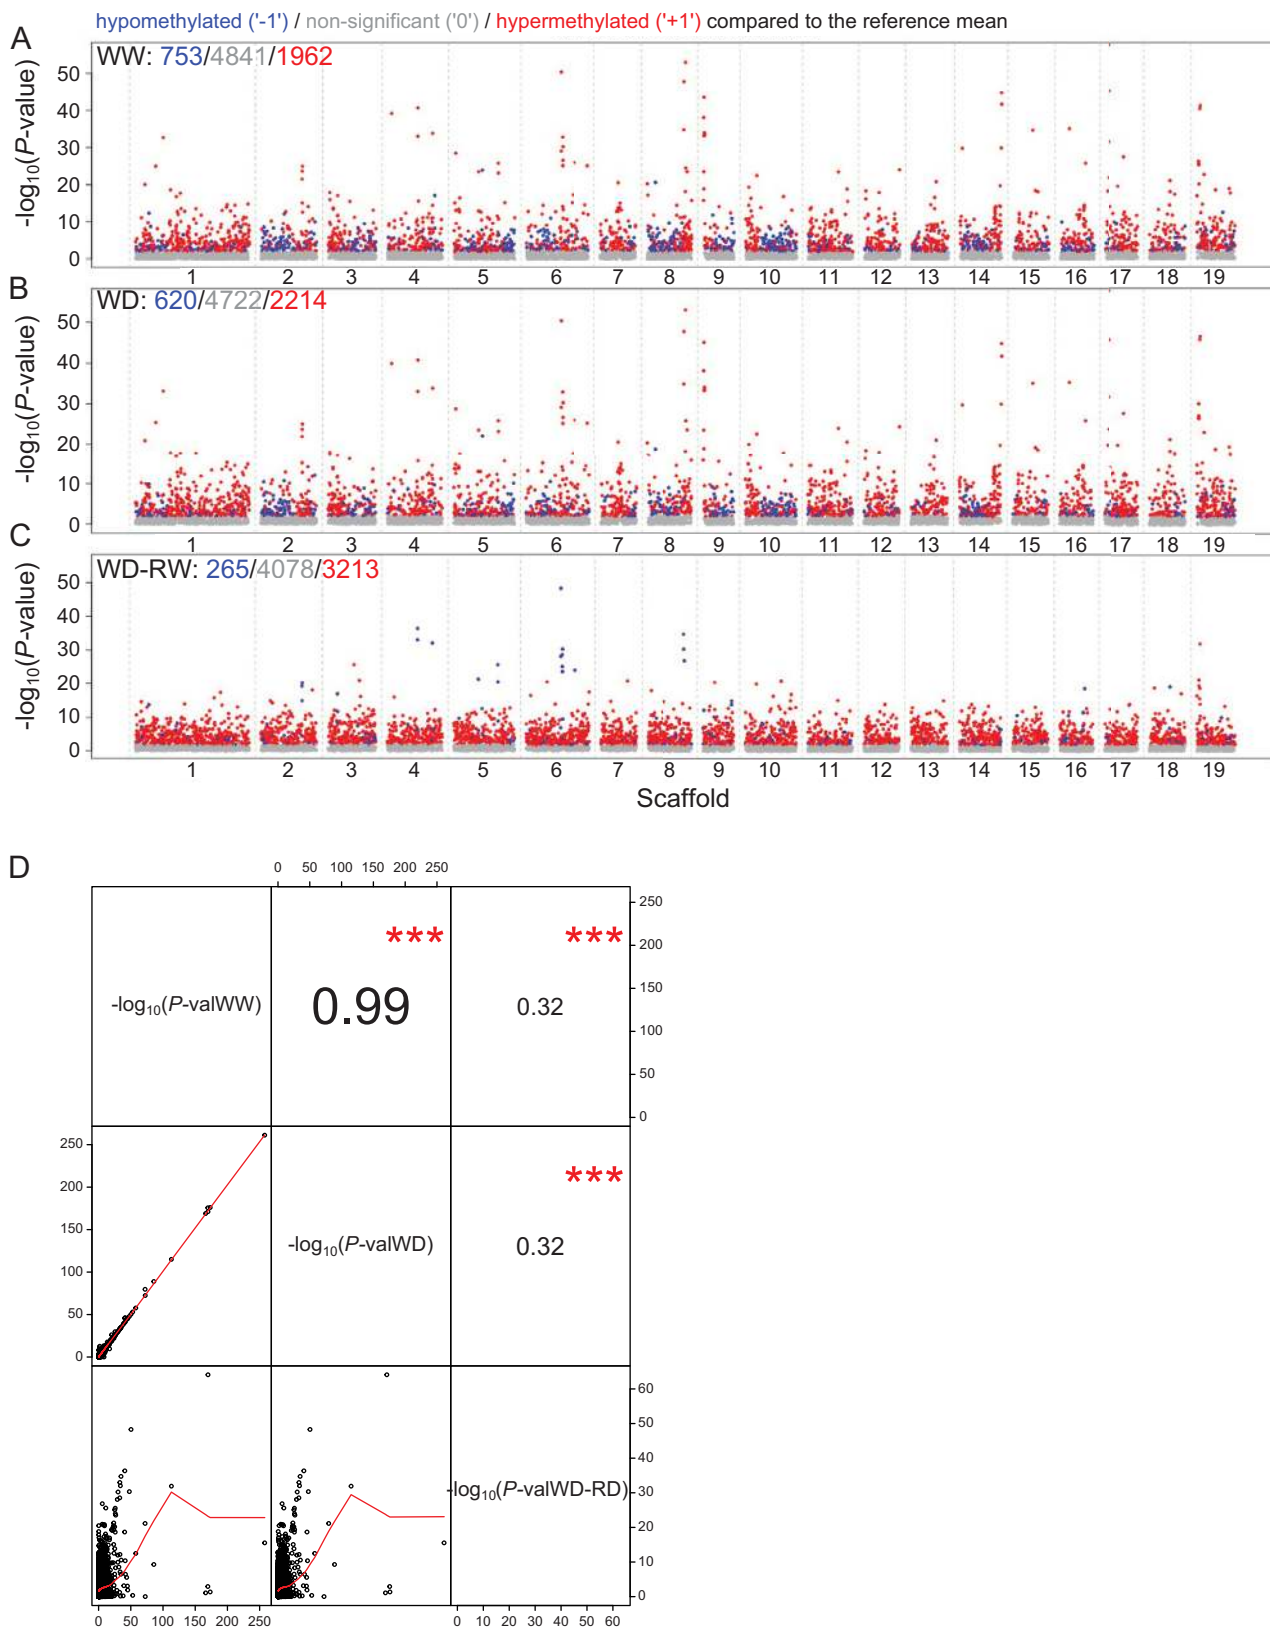 hypomethylated ('-1') / non-significant ('0') / hypermethylated ('+1') compared to the reference mean
A
WW: 753/4841/1962
-log10(P-value)
50
40
30
20
10
0
1 2 3 4 5 6 7 8 9 10 11 12 13 14 15 16 17 18 19
B
WD: 620/4722/2214
-log10(P-value)
50
40
30
20
10
0
1 2 3 4 5 6 7 8 9 10 11 12 13 14 15 16 17 18 19
C
WD-RW: 265/4078/3213
-log10(P-value)
50
40
30
20
10
0
1 2 3 4 5 6 7 8 9 10 11 12 13 14 15 16 17 18 19
Scaffold
D
0 50 100 150 200 250
-log10(P-valWW)
***
0.99
***
0.32
250
200
150
100
50
0
250
200
150
100
50
0
-log10(P-valWD)
***
0.32
-log10(P-valWD-RD)
60
50
40
30
20
10
0
0 50 100 150 200 250
0 10 20 30 40 50 60